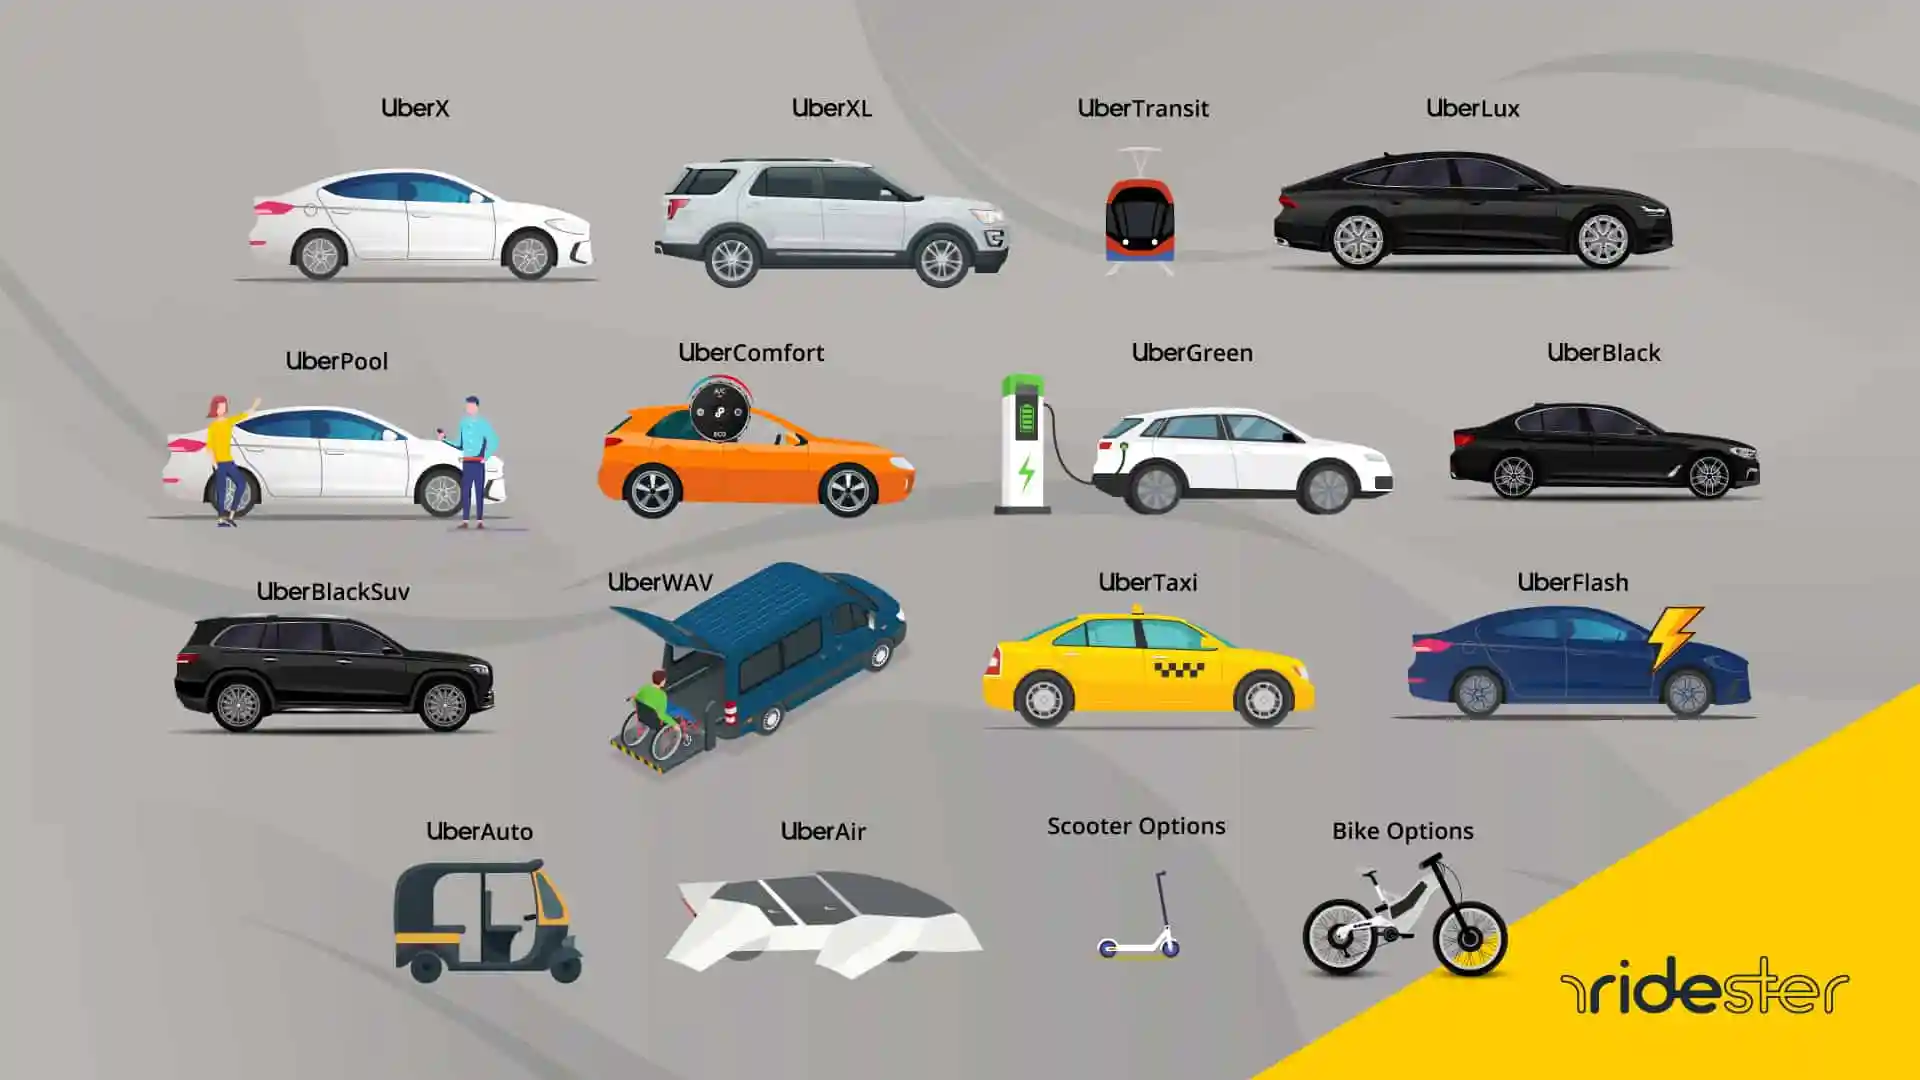 UberX
UberXL
UberTransit
UberLux
UberPool
UberComfort
UberGreen
UberBlack
A/C
ECO
UberBlackSuv
UberWAV
UberTaxi
UberFlash
UberAuto
UberAir
Scooter Options
Bike Options
ridester